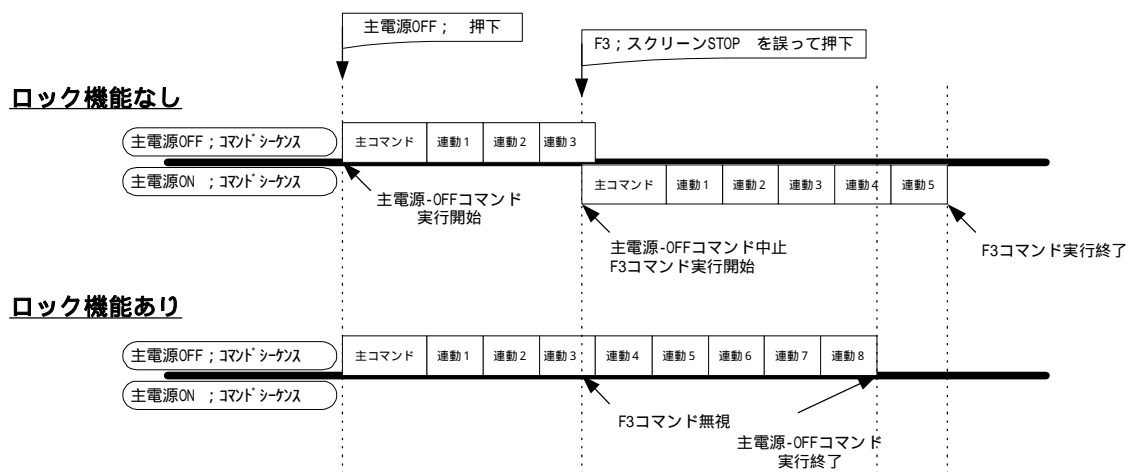 主電源OFF； 押下
F3；スクリーンSTOP を誤って押下
ロック機能なし
主電源OFF；ｺﾏﾝﾄﾞｼｰｹﾝｽ
主コマンド 連動1 連動2 連動3
主電源ON ；ｺﾏﾝﾄﾞｼｰｹﾝｽ
主コマンド 連動1 連動2 連動3 連動4 連動5
主電源-OFFコマンド
実行開始
主電源-OFFコマンド中止
F3コマンド実行開始
F3コマンド実行終了
ロック機能あり
主電源OFF；ｺﾏﾝﾄﾞｼｰｹﾝｽ
主コマンド 連動1 連動2 連動3 連動4 連動5 連動6 連動7 連動8
主電源ON ；ｺﾏﾝﾄﾞｼｰｹﾝｽ
F3コマンド無視
主電源-OFFコマンド
実行終了